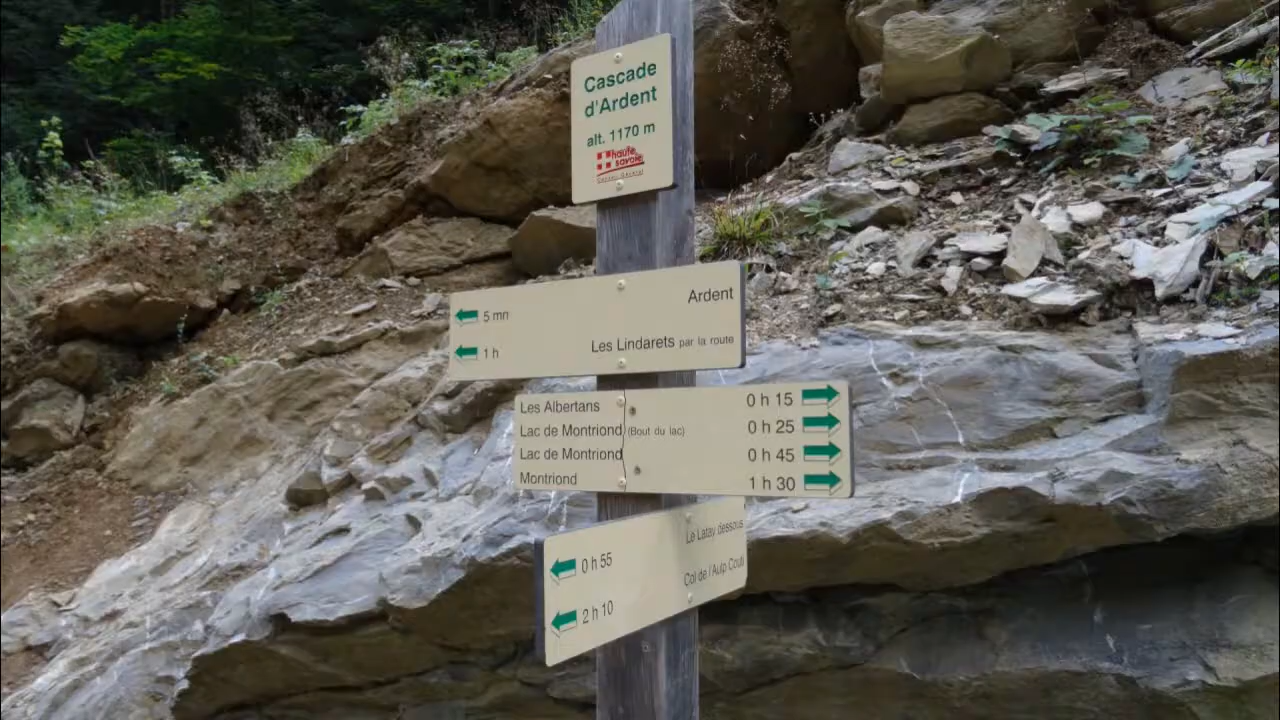 Cascade
d'Ardent
alt. 1170 m
haute
savoie
Conseil Général
5 mn Ardent
1 h Les Lindarets par la route
Les Albertans 0 h 15
Lac de Montriond (Bout du lac) 0 h 25
Lac de Montriond 0 h 45
Montriond 1 h 30
0 h 55 Le Latay dessous
2 h 10 Col de l'Aulp Couti